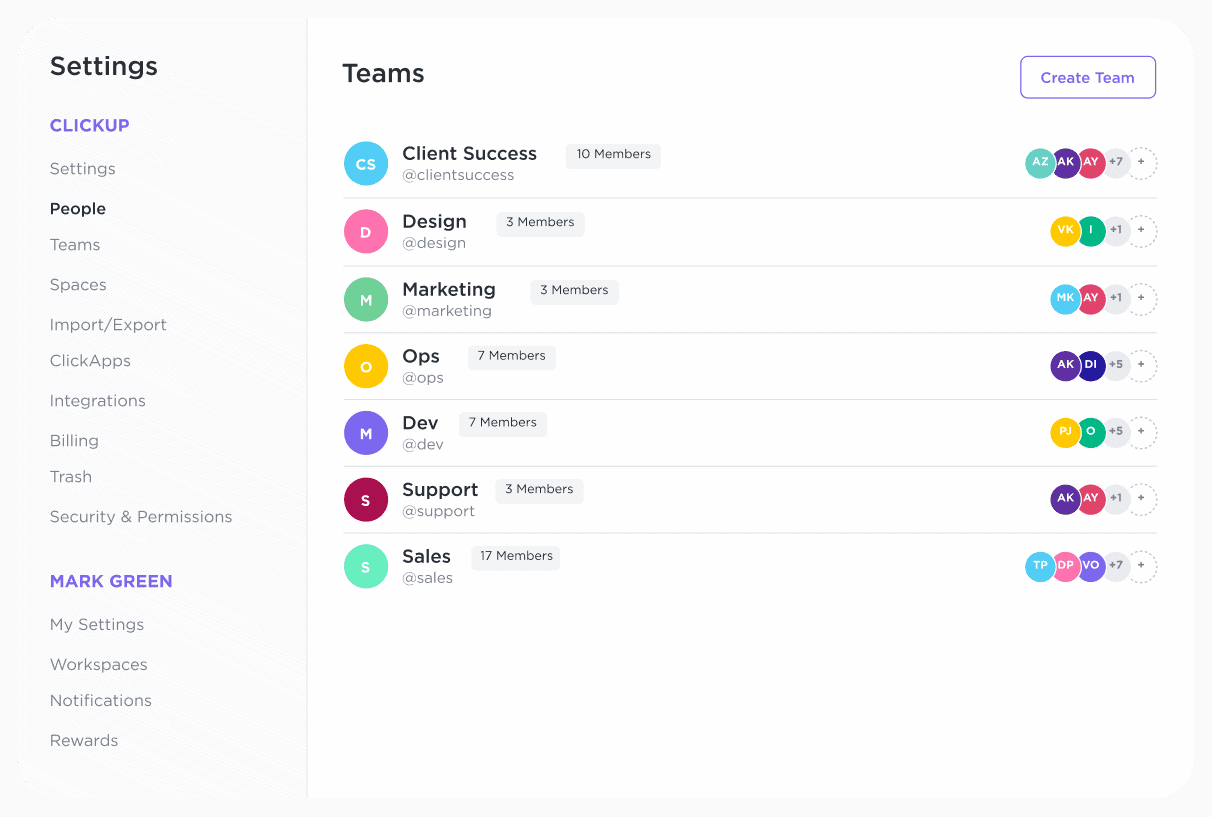 Settings
CLICKUP
Settings
People
Teams
Spaces
Import/Export
ClickApps
Integrations
Billing
Trash
Security & Permissions
MARK GREEN
My Settings
Workspaces
Notifications
Rewards
Teams
Create Team
CS Client Success 10 Members AZ AK AY +7 +
@clientsuccess
D Design 3 Members VK I +1 +
@design
M Marketing 3 Members MK AY +1 +
@marketing
O Ops 7 Members AK DI +5 +
@ops
M Dev 7 Members PJ O +5 +
@dev
S Support 3 Members AK AY +1 +
@support
S Sales 17 Members TP DP VO +7 +
@sales